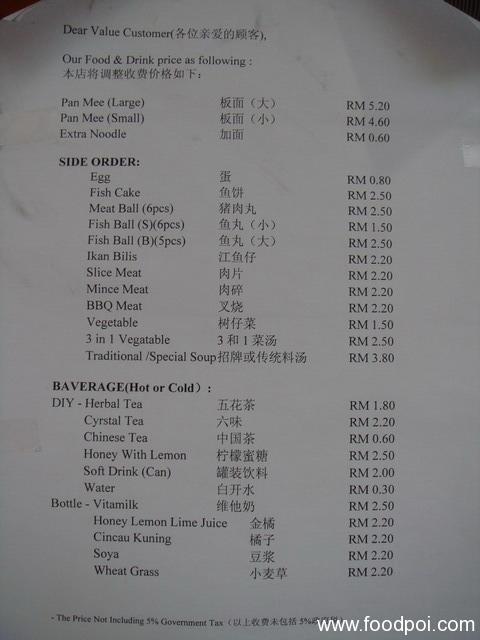 Dear Value Customer(各位亲爱的顾客),
Our Food & Drink price as following :
本店将调整收费价格如下：
Pan Mee (Large) 板面（大） RM 5.20
Pan Mee (Small) 板面（小） RM 4.60
Extra Noodle 加面 RM 0.60
SIDE ORDER:
Egg 蛋 RM 0.80
Fish Cake 鱼饼 RM 2.50
Meat Ball (6pcs) 猪肉丸 RM 2.50
Fish Ball (S)(6pcs) 鱼丸（小） RM 1.50
Fish Ball (B)(5pcs) 鱼丸（大） RM 2.50
Ikan Bilis 江鱼仔 RM 2.20
Slice Meat 肉片 RM 2.20
Mince Meat 肉碎 RM 2.20
BBQ Meat 叉烧 RM 2.20
Vegetable 树仔菜 RM 1.50
3 in 1 Vegatable 3 和 1 菜汤 RM 2.50
Traditional /Special Soup招牌或传统料汤 RM 3.80
BAVERAGE(Hot or Cold）:
DIY - Herbal Tea 五花茶 RM 1.80
Cyrstal Tea 六味 RM 2.20
Chinese Tea 中国茶 RM 0.60
Honey With Lemon 柠檬蜜糖 RM 2.50
Soft Drink (Can) 罐装饮料 RM 2.00
Water 白开水 RM 0.30
Bottle - Vitamilk 维他奶 RM 2.50
Honey Lemon Lime Juice 金橘 RM 2.20
Cincau Kuning 橘子 RM 2.20
Soya 豆浆 RM 2.20
Wheat Grass 小麦草 RM 2.20
- The Price Not Including 5% Government Tax（以上收费未包括 5%
www.foodpoi.com